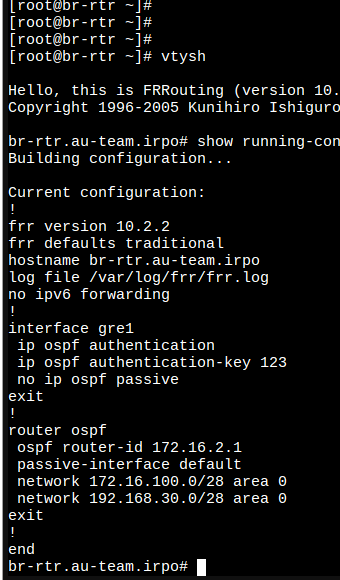 [root@br-rtr ~]#
[root@br-rtr ~]#
[root@br-rtr ~]#
[root@br-rtr ~]# vtysh
Hello, this is FRRouting (version 10.
Copyright 1996-2005 Kunihiro Ishiguro
br-rtr.au-team.irpo# show running-con
Building configuration...
Current configuration:
!
frr version 10.2.2
frr defaults traditional
hostname br-rtr.au-team.irpo
log file /var/log/frr/frr.log
no ipv6 forwarding
!
interface gre1
 ip ospf authentication
 ip ospf authentication-key 123
 no ip ospf passive
exit
!
router ospf
 ospf router-id 172.16.2.1
 passive-interface default
 network 172.16.100.0/28 area 0
 network 192.168.30.0/28 area 0
exit
!
end
br-rtr.au-team.irpo#